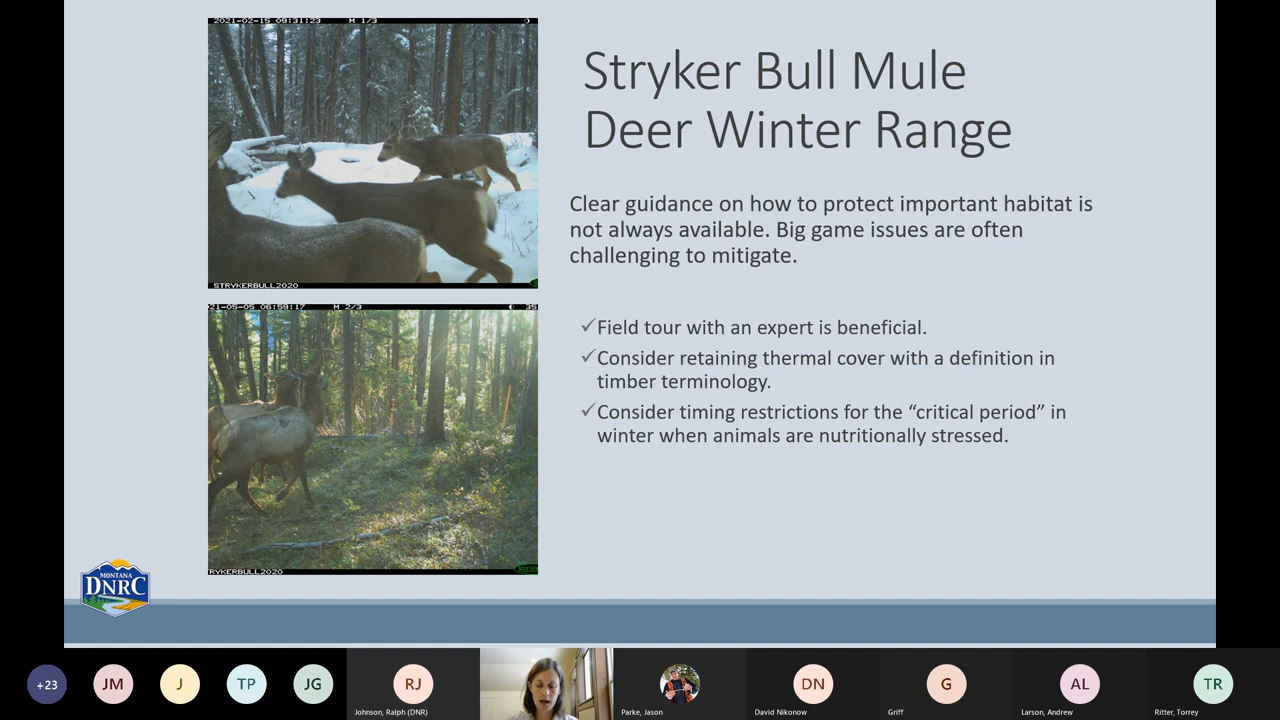 2021-02-15 09:31:23 M 1/3
STRYKERBULL2020
21-05-05 06:59:17 M 2/3 35
RYKERBULL2020
Stryker Bull Mule
Deer Winter Range
Clear guidance on how to protect important habitat is
not always available. Big game issues are often
challenging to mitigate.
✓Field tour with an expert is beneficial.
✓Consider retaining thermal cover with a definition in
timber terminology.
✓Consider timing restrictions for the “critical period” in
winter when animals are nutritionally stressed.
MONTANA
DNRC
+23
JM
J
TP
JG
RJ
DN
G
AL
TR
Johnson, Ralph (DNR)
Parke, Jason
David Nikonow
Griff
Larson, Andrew
Ritter, Torrey